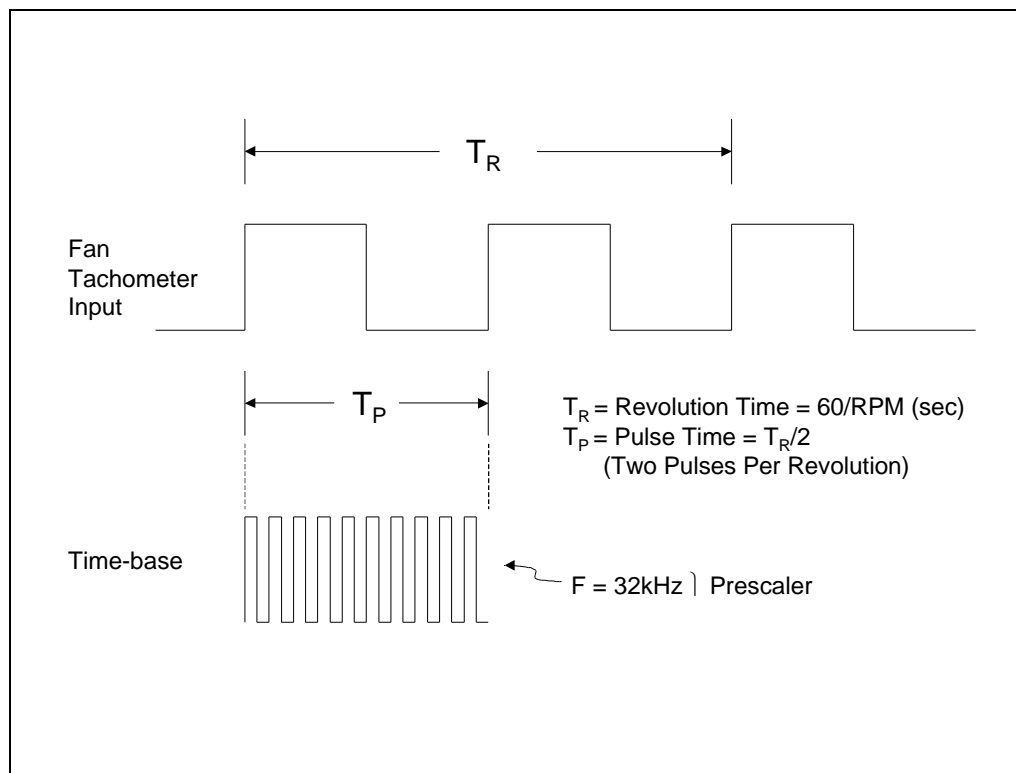 T_R
Fan
Tachometer
Input
T_P
T_R = Revolution Time = 60/RPM (sec)
T_P = Pulse Time = T_R/2
(Two Pulses Per Revolution)
Time-base
F = 32kHz ⎫ Prescaler